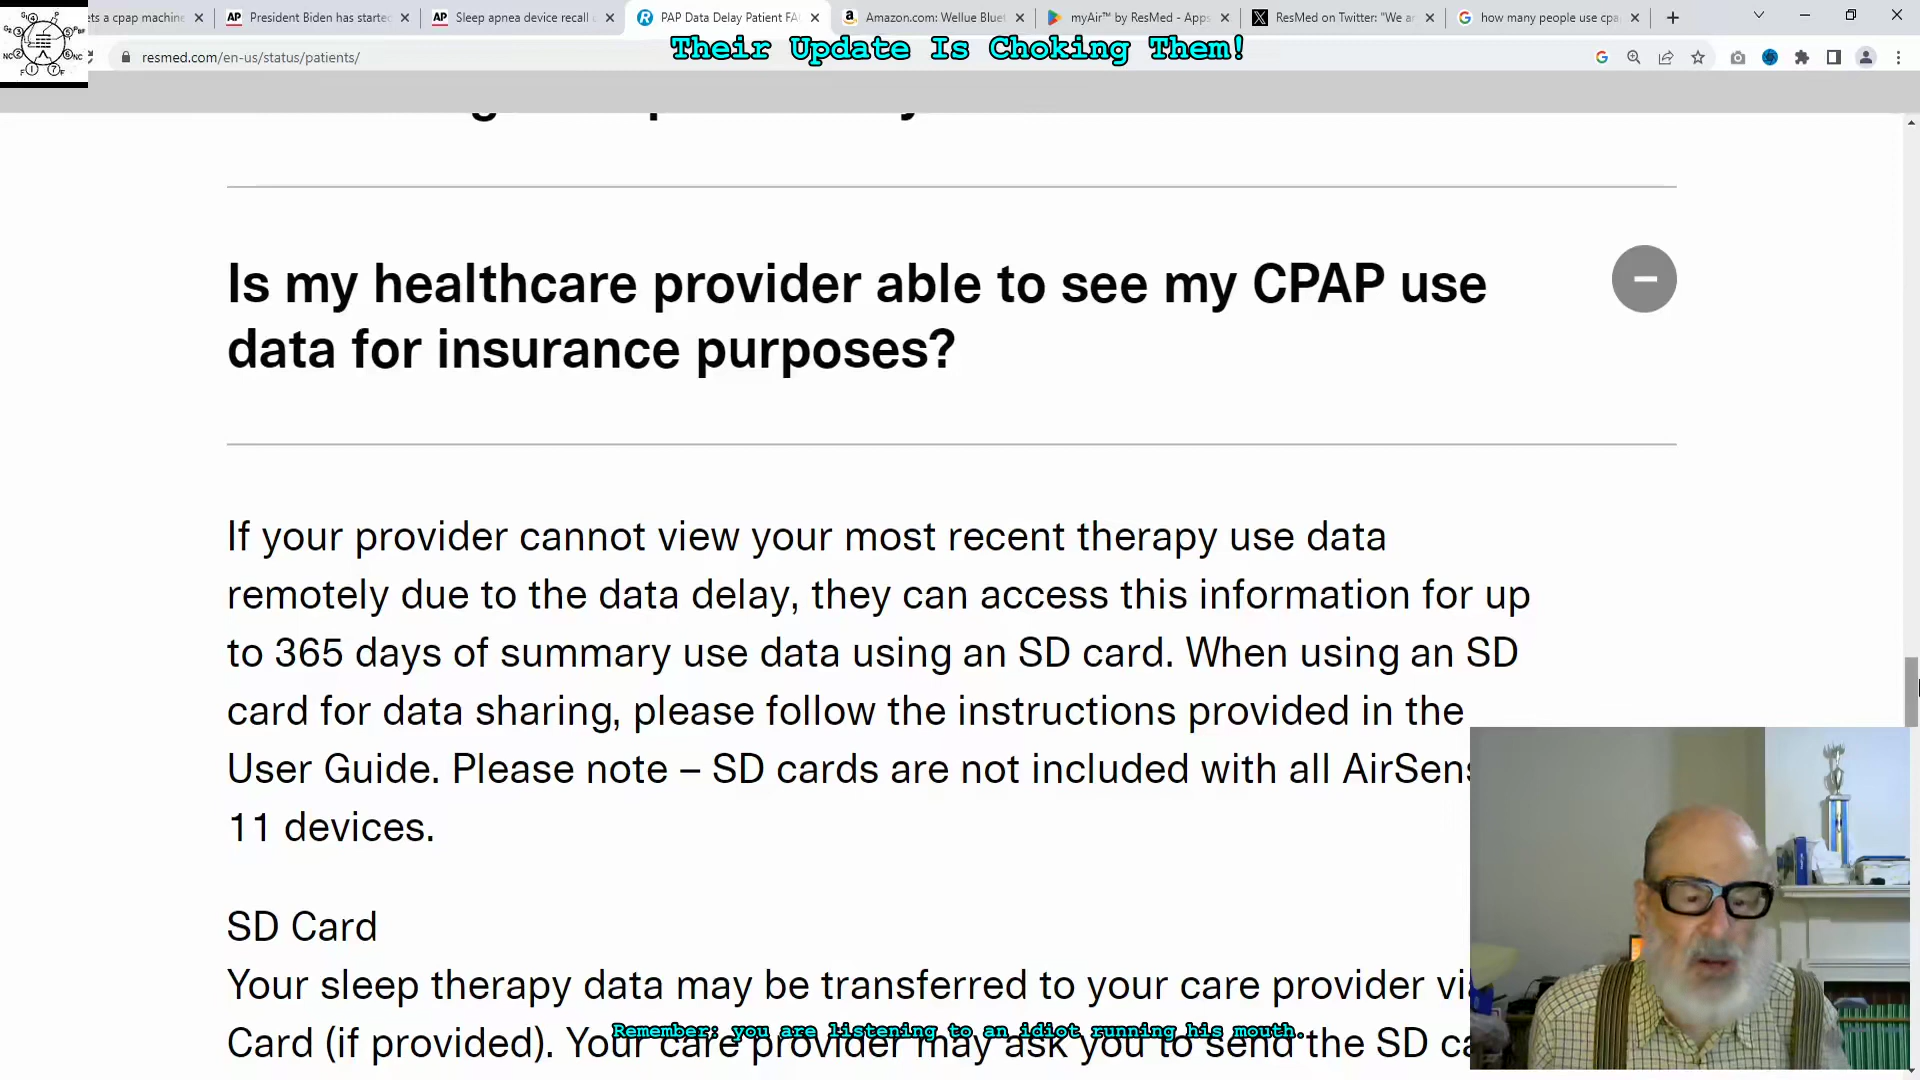 ets a cpap machine
AP President Biden has starte
AP Sleep apnea device recall
PAP Data Delay Patient FA
Amazon.com: Wellue Blue
myAir™ by ResMed - Apps
ResMed on Twitter: "We a
how many people use cpa
Their Update Is Choking Them!
resmed.com/en-us/status/patients/
Is my healthcare provider able to see my CPAP use
data for insurance purposes?
If your provider cannot view your most recent therapy use data
remotely due to the data delay, they can access this information for up
to 365 days of summary use data using an SD card. When using an SD
card for data sharing, please follow the instructions provided in the
User Guide. Please note – SD cards are not included with all AirSens
11 devices.
SD Card
Your sleep therapy data may be transferred to your care provider vi
Remember: you are listening to an idiot running his mouth.
Card (if provided). Your care provider may ask you to send the SD ca